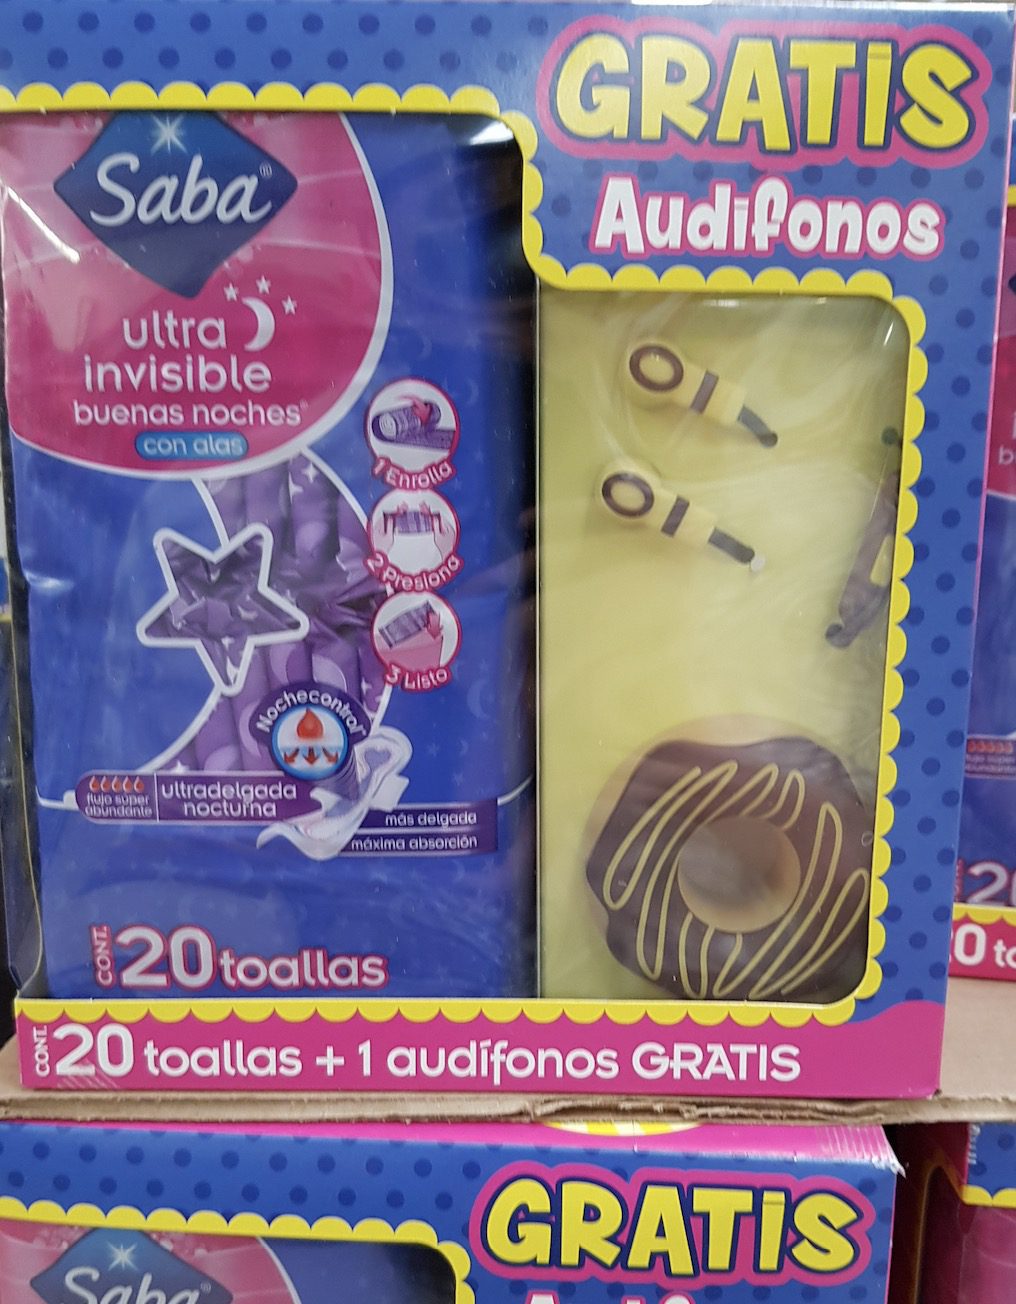 GRATIS
Audífonos
Saba®
ultra
invisible
buenas noches®
con alas
1 Enrolla
2 Presiona
3 Listo
Nochecontrol
flujo súper
abundante
ultradelgada
nocturna
más delgada
máxima absorción
CONT. 20 toallas
CONT. 20 toallas + 1 audífonos GRATIS
GRATIS
Saba®